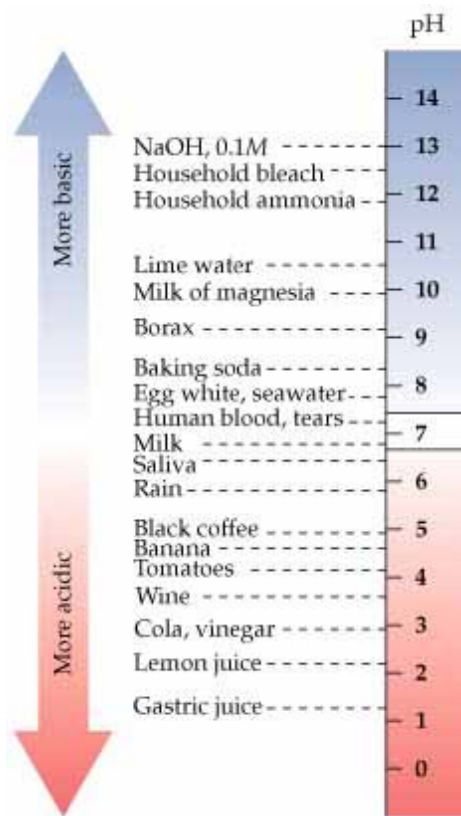 pH
14
NaOH, 0.1M
13
Household bleach
Household ammonia
12
More basic
11
Lime water
Milk of magnesia
10
Borax
9
Baking soda
Egg white, seawater
8
Human blood, tears
Milk
7
Saliva
Rain
6
Black coffee
5
Banana
Tomatoes
4
More acidic
Wine
Cola, vinegar
3
Lemon juice
2
Gastric juice
1
0